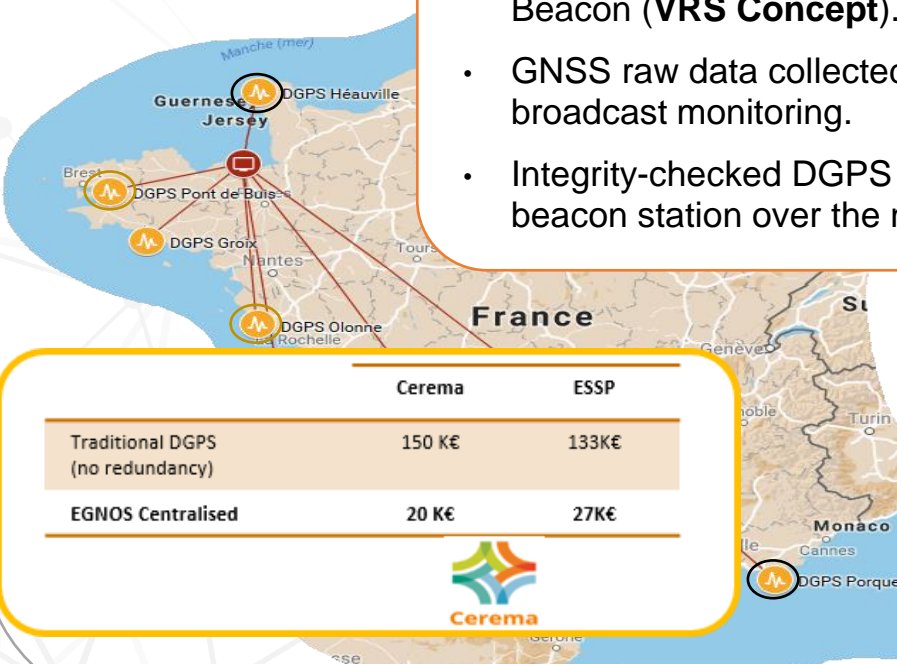 Beacon (VRS Concept).
• GNSS raw data collected
broadcast monitoring.
• Integrity-checked DGPS
beacon station over the
Manche (mer)
DGPS Héauville
Jersey
Brest
DGPS Pont de Buis
DGPS Groix
Nantes
Tours
DGPS Olonne
La Rochelle
France
Genève
Turin
Monaco
Cannes
DGPS Porque
Cerema ESSP
Traditional DGPS 150 K€ 133K€
(no redundancy)
EGNOS Centralised 20 K€ 27K€
Cerema